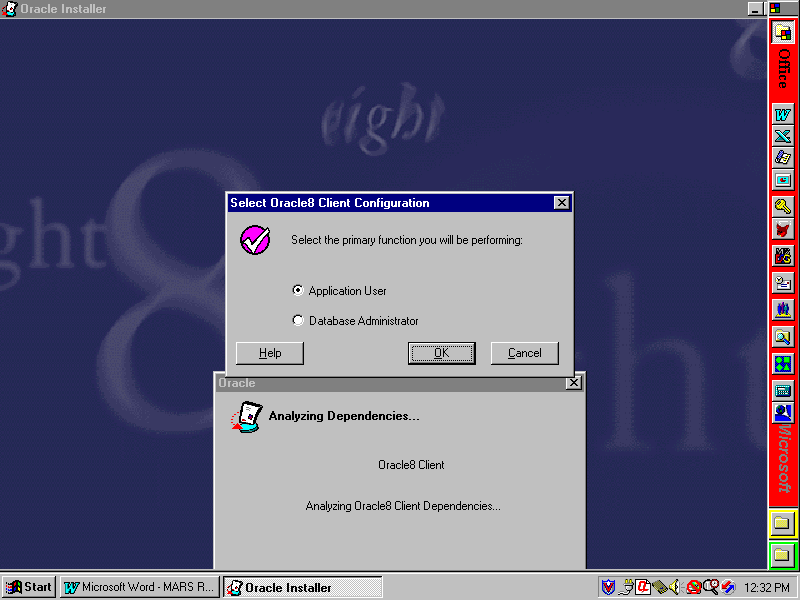 Oracle Installer
Office
eight
ght
8
ht
Select Oracle8 Client Configuration
Select the primary function you will be performing:
Application User
Database Administrator
Help
OK
Cancel
Oracle
Analyzing Dependencies...
Oracle8 Client
Analyzing Oracle8 Client Dependencies...
Microsoft
Start
Microsoft Word - MARS R...
Oracle Installer
12:32 PM